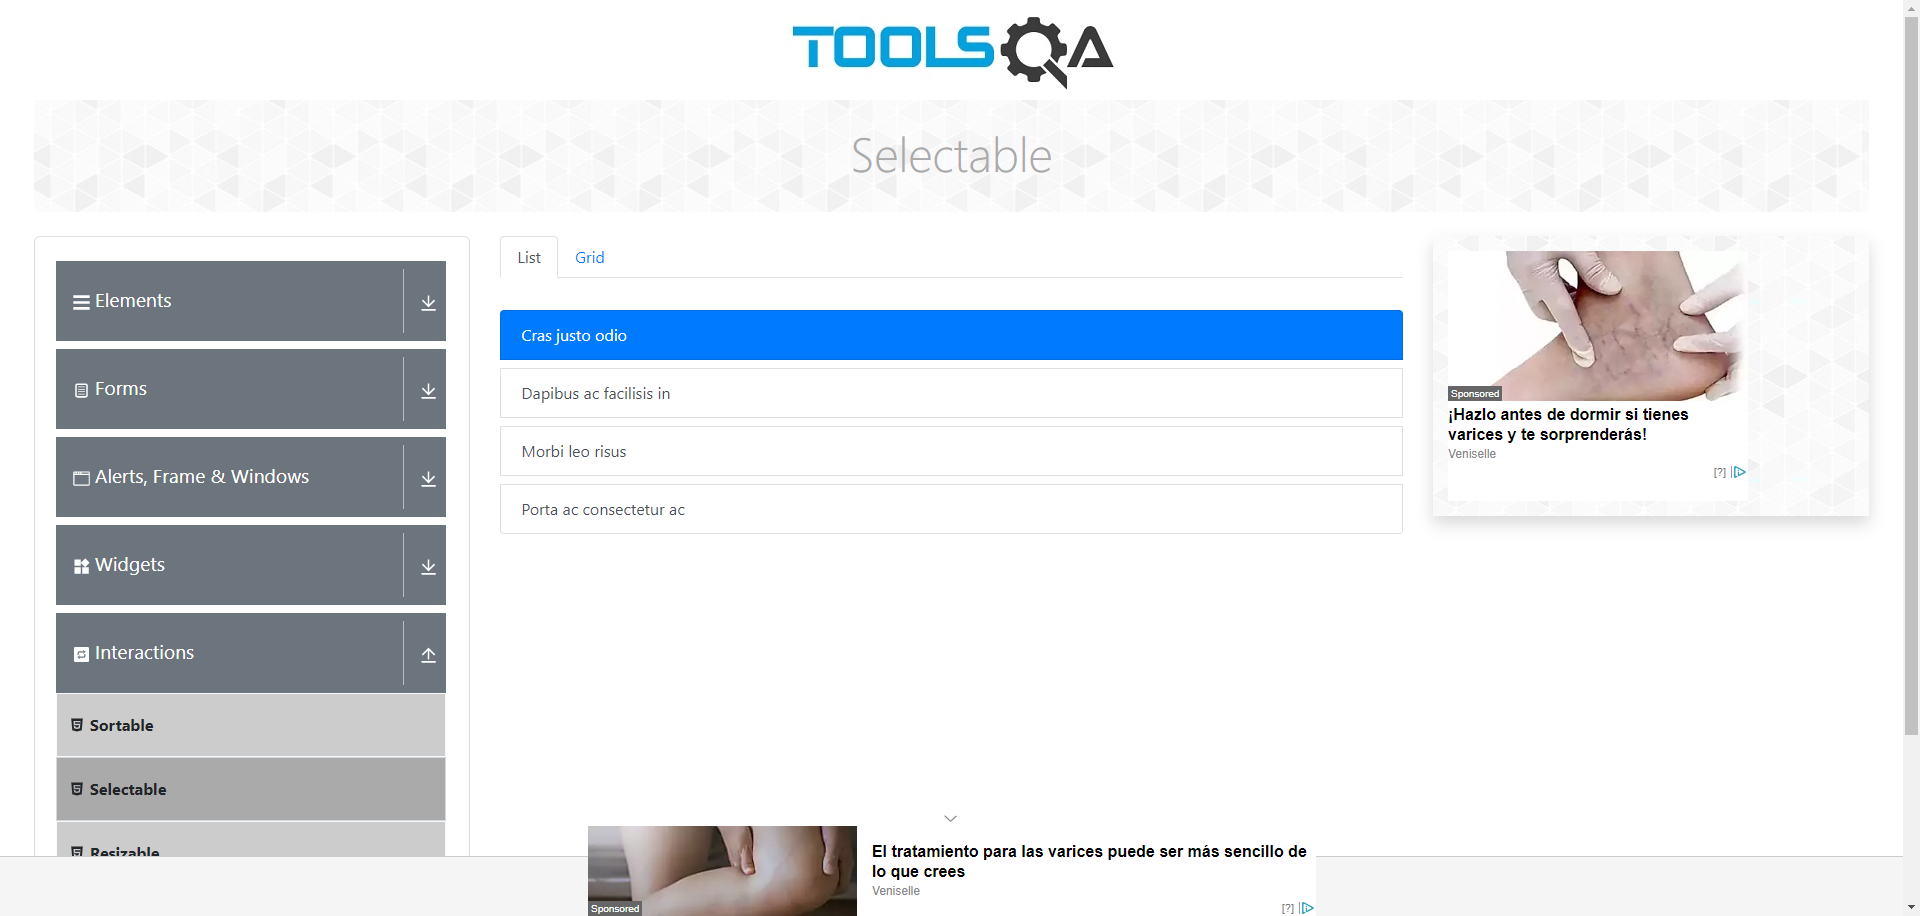 TOOLSQA
Selectable
Elements
Forms
Alerts, Frame & Windows
Widgets
Interactions
Sortable
Selectable
Resizable
List
Grid
Cras justo odio
Dapibus ac facilisis in
Morbi leo risus
Porta ac consectetur ac
Sponsored
¡Hazlo antes de dormir si tienes
varices y te sorprenderás!
Veniselle
[?]
Sponsored
El tratamiento para las varices puede ser más sencillo de
lo que crees
Veniselle
[?]